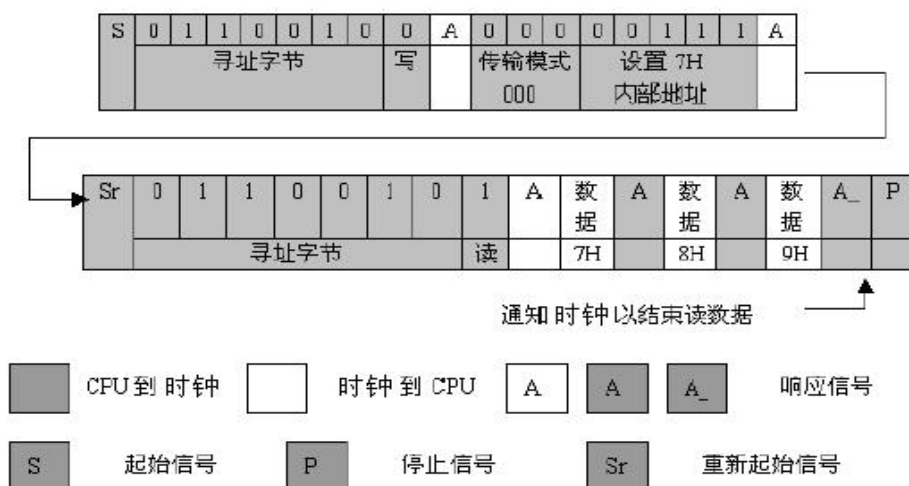 S 0 1 1 0 0 1 0 0 A 0 0 0 0 0 1 1 1 A
寻址字节 写 传输模式 设置 7H
000 内部地址
Sr 0 1 1 0 0 1 0 1 A 数据 A 数据 A 数据 A_ P
寻址字节 读 7H 8H 9H
通知时钟以结束读数据
CPU到时钟 时钟到CPU A A A_ 响应信号
S 起始信号 P 停止信号 Sr 重新起始信号